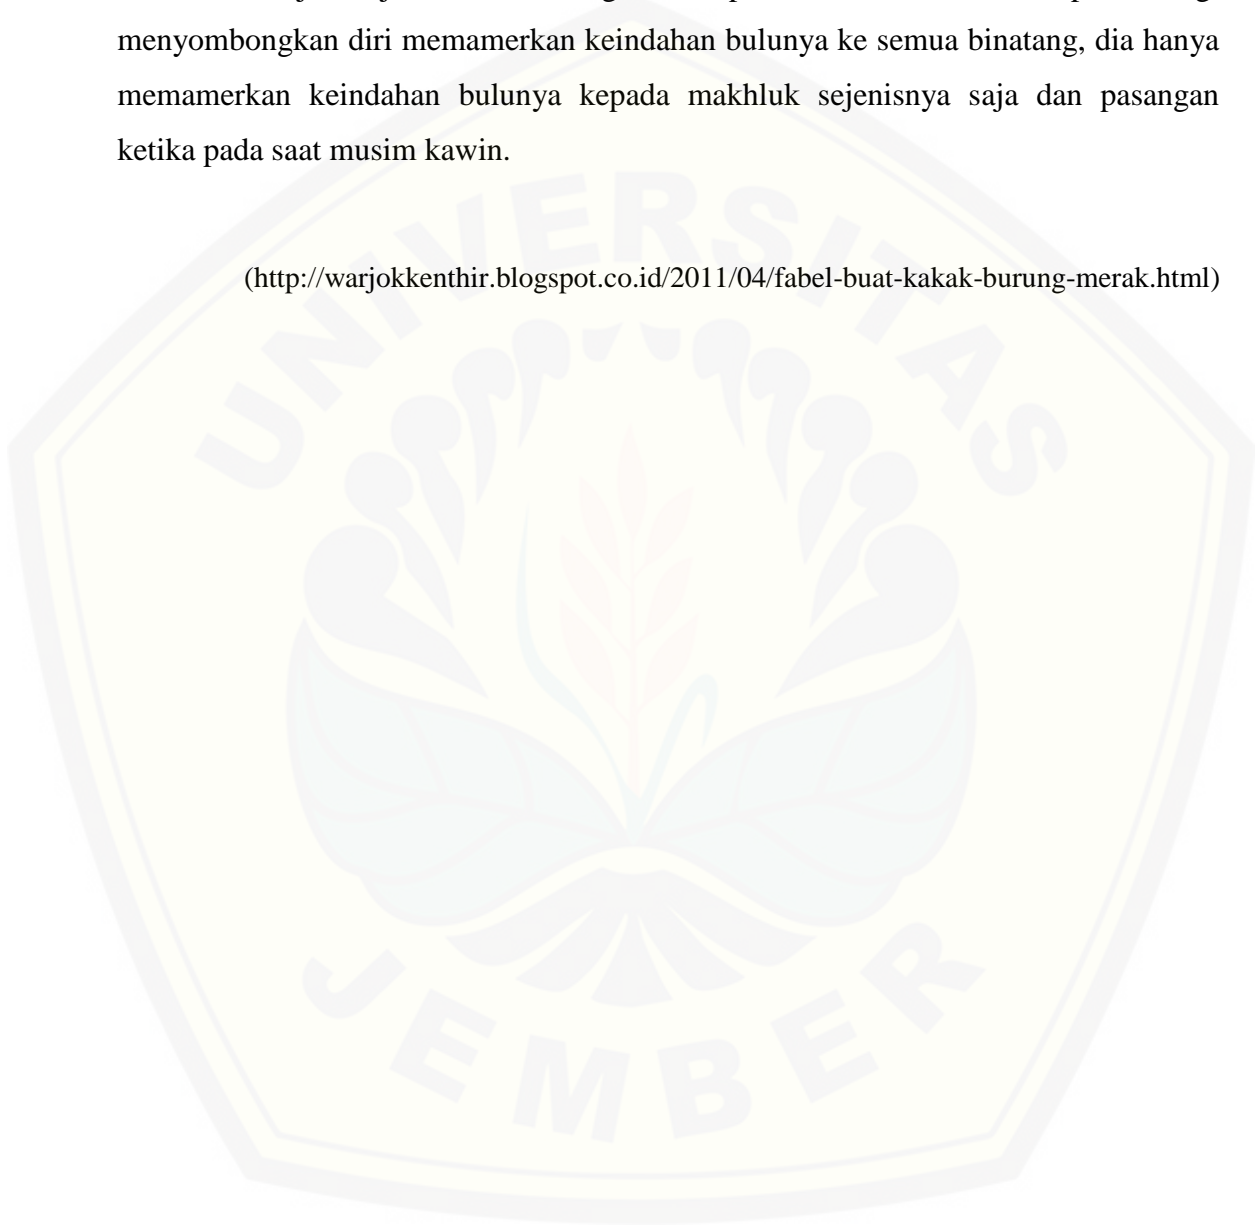 menyombongkan diri memamerkan keindahan bulunya ke semua binatang, dia hanya
memamerkan keindahan bulunya kepada makhluk sejenisnya saja dan pasangan
ketika pada saat musim kawin.
(http://warjokkenthir.blogspot.co.id/2011/04/fabel-buat-kakak-burung-merak.html)
UNIVERSITAS
JEMBER